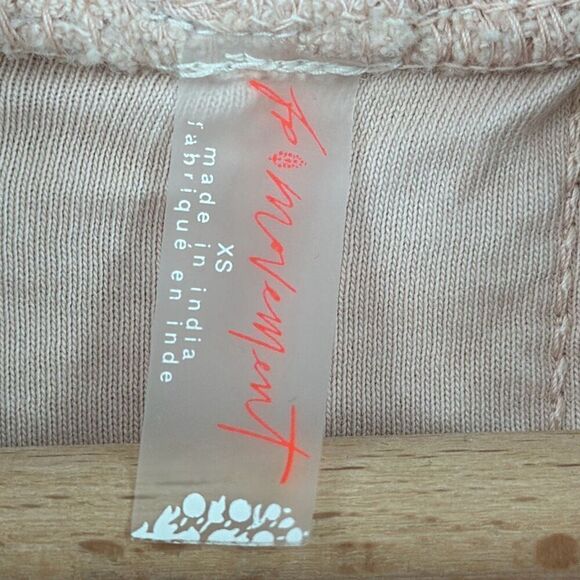 fp movement
XS
made in india
fabriqué en inde